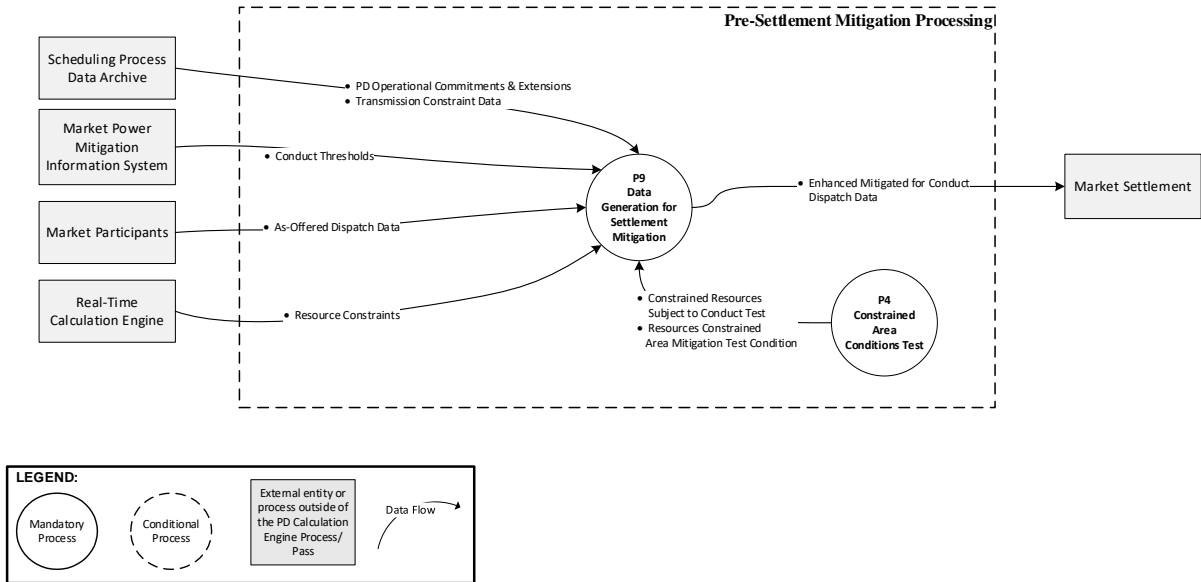 Pre-Settlement Mitigation Processing
Scheduling Process
Data Archive
• PD Operational Commitments & Extensions
• Transmission Constraint Data
Market Power
Mitigation
Information System
• Conduct Thresholds
P9
Data
Generation for
Settlement
Mitigation
• Enhanced Mitigated for Conduct
Dispatch Data
Market Settlement
Market Participants
• As-Offered Dispatch Data
Real-Time
Calculation Engine
• Resource Constraints
• Constrained Resources
Subject to Conduct Test
• Resources Constrained
Area Mitigation Test Condition
P4
Constrained
Area
Conditions Test
LEGEND:
Mandatory
Process
Conditional
Process
External entity or
process outside of
the PD Calculation
Engine Process/
Pass
Data Flow